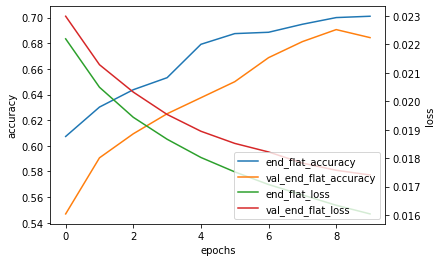 0.70
0.68
0.66
0.64
0.62
0.60
0.58
0.56
0.54
accuracy
0.023
0.022
0.021
0.020
0.019
0.018
0.017
0.016
loss
end_flat_accuracy
val_end_flat_accuracy
end_flat_loss
val_end_flat_loss
0 2 4 6 8
epochs